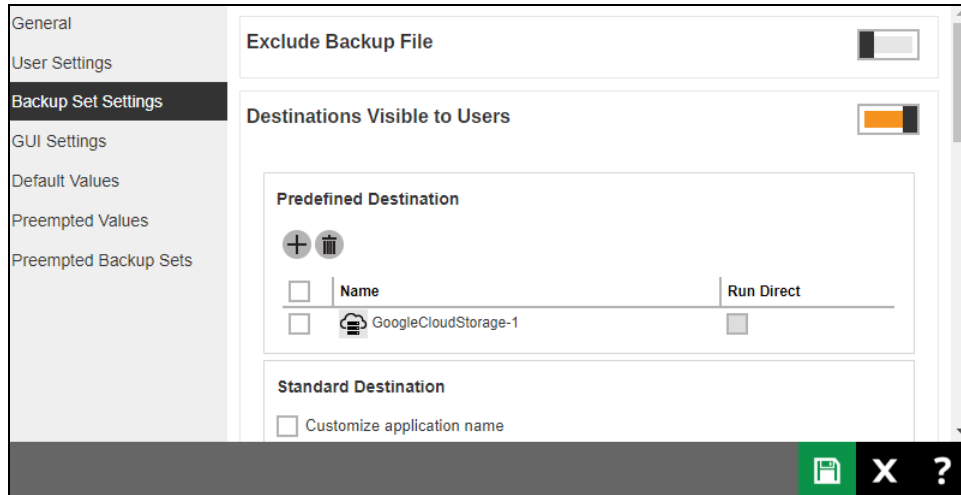 General
User Settings
Backup Set Settings
GUI Settings
Default Values
Preempted Values
Preempted Backup Sets
Exclude Backup File
Destinations Visible to Users
Predefined Destination
Name Run Direct
GoogleCloudStorage-1
Standard Destination
Customize application name
X ?